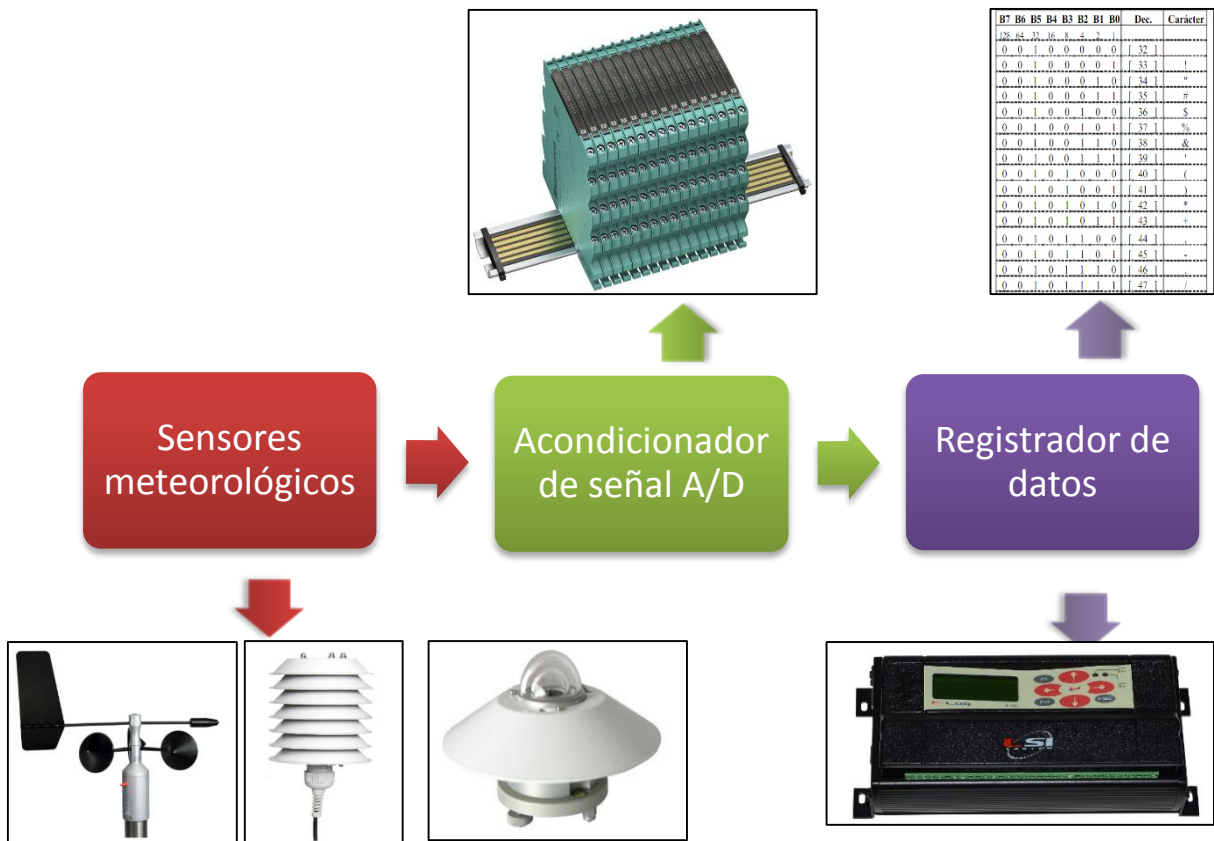 B7 B6 B5 B4 B3 B2 B1 B0 Dec. Carácter
128 64 32 16 8 4 2 1
0 0 1 0 0 0 0 0 [ 32 ]
0 0 1 0 0 0 0 1 [ 33 ] !
0 0 1 0 0 0 1 0 [ 34 ] "
0 0 1 0 0 0 1 1 [ 35 ] #
0 0 1 0 0 1 0 0 [ 36 ] $
0 0 1 0 0 1 0 1 [ 37 ] %
0 0 1 0 0 1 1 0 [ 38 ] &
0 0 1 0 0 1 1 1 [ 39 ] '
0 0 1 0 1 0 0 0 [ 40 ] (
0 0 1 0 1 0 0 1 [ 41 ] )
0 0 1 0 1 0 1 0 [ 42 ] *
0 0 1 0 1 0 1 1 [ 43 ] +
0 0 1 0 1 1 0 0 [ 44 ] ,
0 0 1 0 1 1 0 1 [ 45 ] -
0 0 1 0 1 1 1 0 [ 46 ] .
0 0 1 0 1 1 1 1 [ 47 ] /
Sensores
meteorológicos
Acondicionador
de señal A/D
Registrador de
datos
E-Log
ESC
LSI